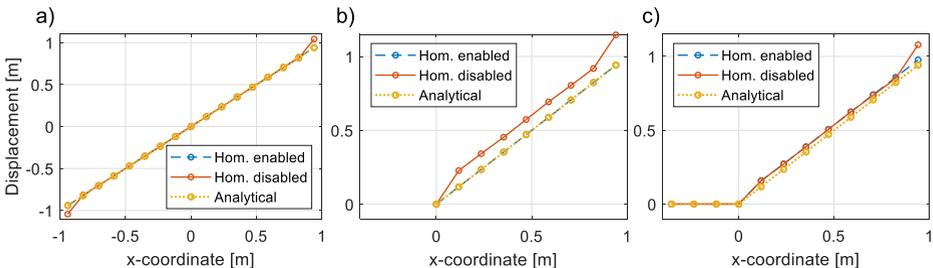 a)
Displacement [m]
1
0.5
0
-0.5
-1
Hom. enabled
Hom. disabled
Analytical
-1 -0.5 0 0.5 1
x-coordinate [m]
b)
1
0.5
0
Hom. enabled
Hom. disabled
Analytical
0 0.5 1
x-coordinate [m]
c)
1
0.5
0
Hom. enabled
Hom. disabled
Analytical
0 0.5 1
x-coordinate [m]